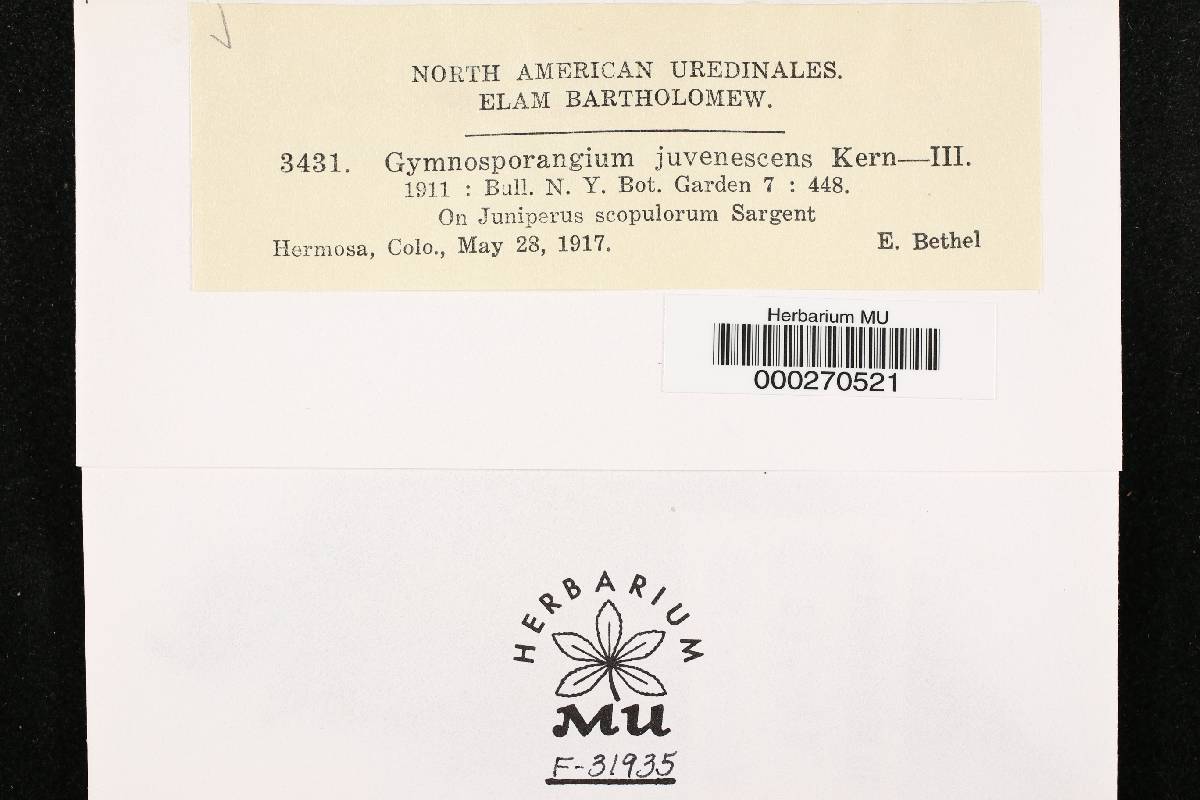 NORTH AMERICAN UREDINALES.
ELAM BARTHOLOMEW.
3431. Gymnosporangium juvenescens Kern—III.
1911 : Bull. N. Y. Bot. Garden 7 : 448.
On Juniperus scopulorum Sargent
Hermosa, Colo., May 28, 1917. E. Bethel
Herbarium MU
000270521
HERBARIUM
MU
F-31935